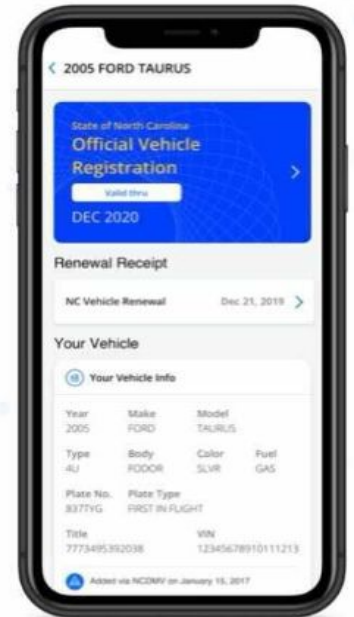 2005 FORD TAURUS
State of North Carolina
Official Vehicle
Registration
Valid thru
DEC 2020
Renewal Receipt
NC Vehicle Renewal Dec 21, 2019
Your Vehicle
Your Vehicle Info
Year Make Model
2005 FORD TAURUS
Type Body Color Fuel
4U FODOR SLVR GAS
Plate No. Plate Type
837TYG FIRST IN FLIGHT
Title VIN
7773495392038 12345678910111213
Added via NCDMV on January 15, 2017